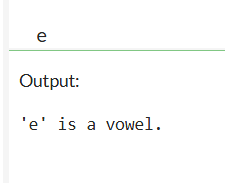 e
Output:
'e' is a vowel.